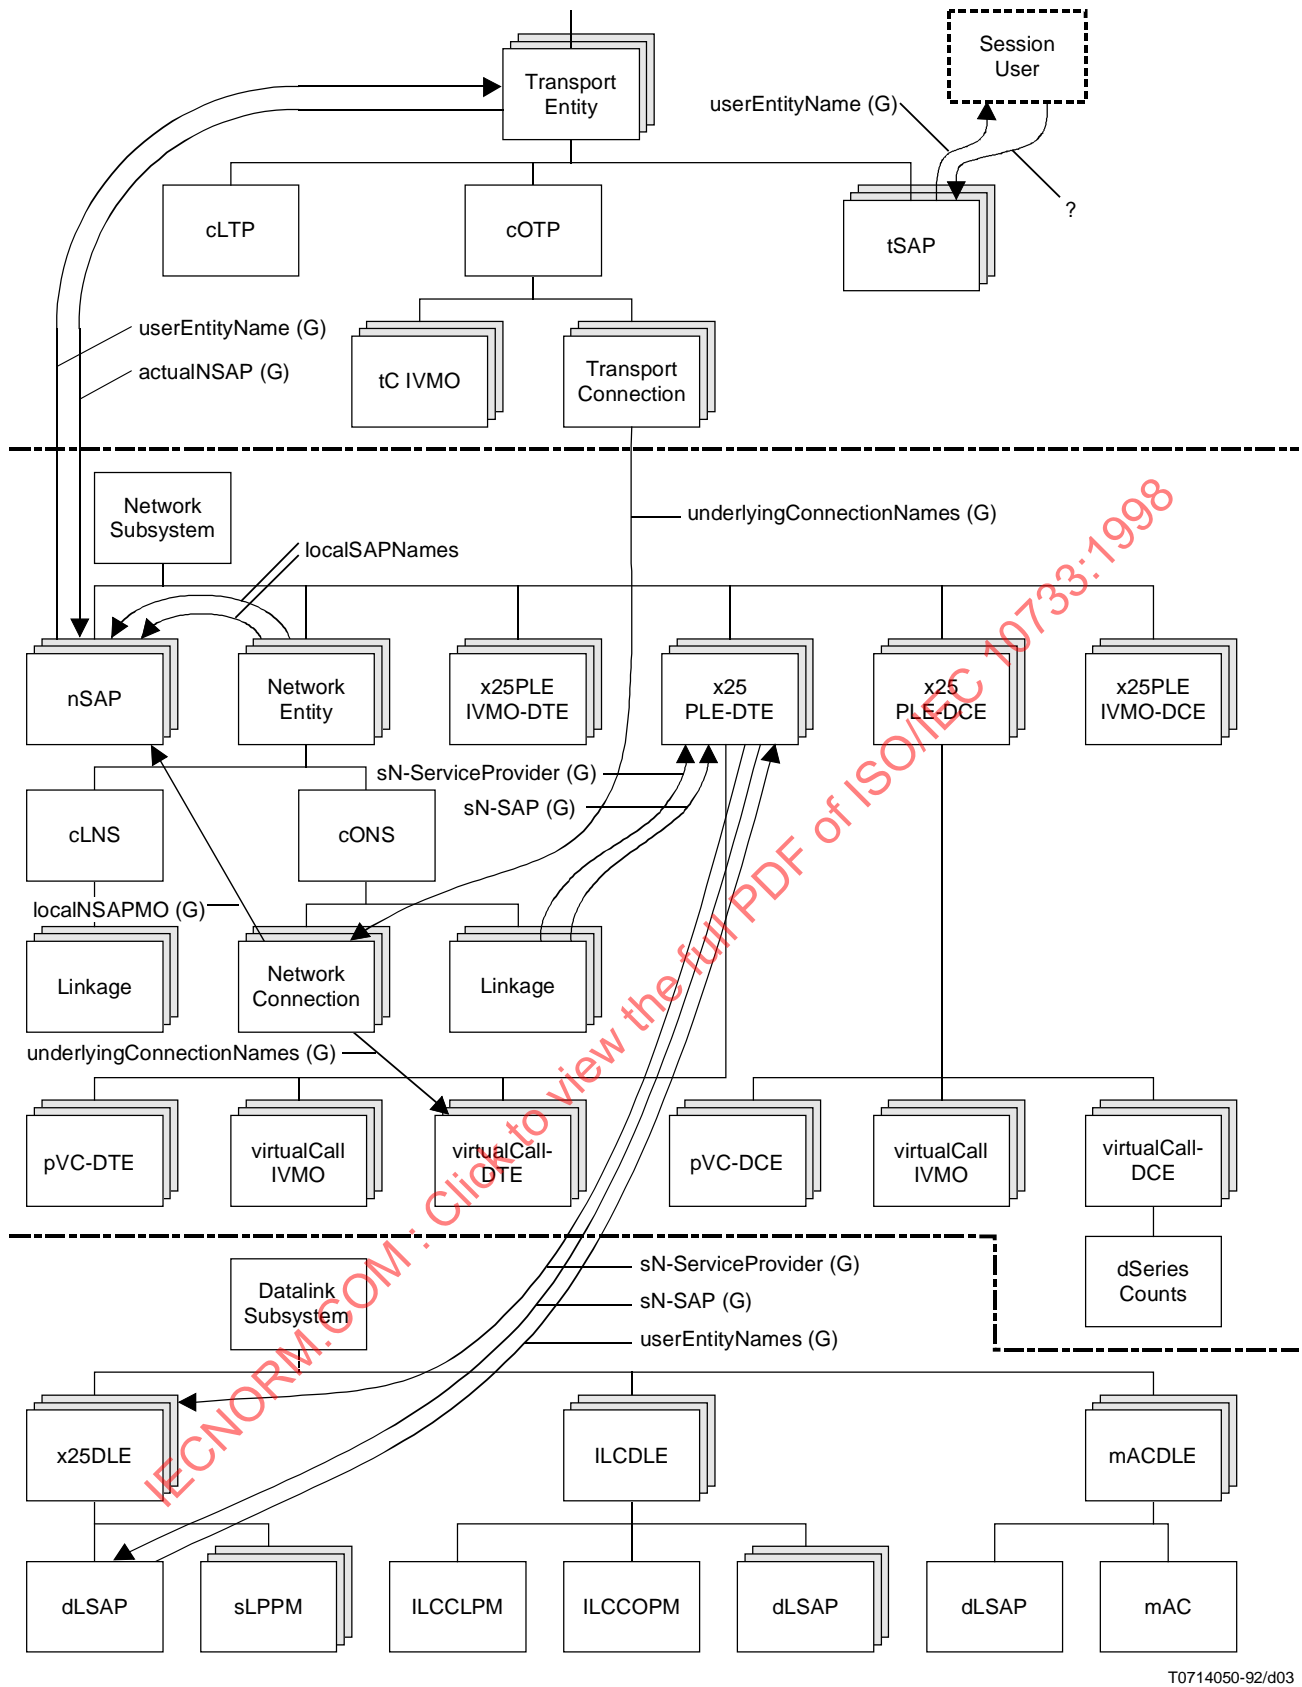 Session
User
Transport
Entity
userEntityName (G)
cLTP
cOTP
tSAP
?
userEntityName (G)
actualNSAP (G)
tC IVMO
Transport
Connection
Network
Subsystem
underlyingConnectionNames (G)
localSAPNames
nSAP
Network
Entity
x25PLE
IVMO-DTE
x25
PLE-DTE
x25
PLE-DCE
x25PLE
IVMO-DCE
sN-ServiceProvider (G)
sN-SAP (G)
cLNS
cONS
localNSAPMO (G)
Linkage
Network
Connection
Linkage
underlyingConnectionNames (G)
pVC-DTE
virtualCall
IVMO
virtualCall-
DTE
pVC-DCE
virtualCall
IVMO
virtualCall-
DCE
dSeries
Counts
Datalink
Subsystem
sN-ServiceProvider (G)
sN-SAP (G)
userEntityNames (G)
x25DLE
lLCDLE
mACDLE
dLSAP
sLPPM
lLCCLPM
lLCCOPM
dLSAP
dLSAP
mAC
T0714050-92/d03
IECNORM.COM : Click to view the full PDF of ISO/IEC 10733:1998